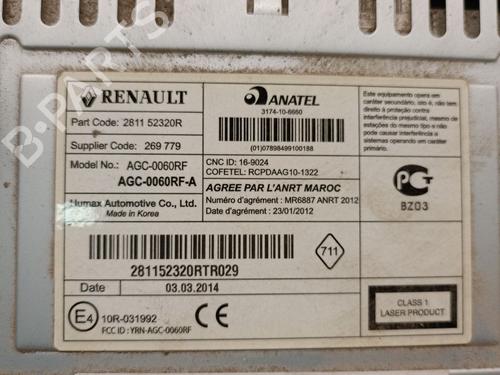 B-PARTS
RENAULT
Part Code: 2811 52320R
Supplier Code: 269 779
Model No.: AGC-0060RF
AGC-0060RF-A
Humax Automotive Co., Ltd.
Made in Korea
ANATEL
3174-10-6660
(01)07898499100188
CNC ID: 16-9024
COFETEL: RCPDAAG10-1322
AGREE PAR L'ANRT MAROC
Numéro d'agrément : MR6887 ANRT 2012
Date d'agrément : 23/01/2012
Este equipamento opera em
caráter secundário, isto é, não
tem direito a proteção contra
interferência prejudicial, mesmo
de estações do mesmo tipo, e
não pode causar interferência a
sistemas operando em caráter
primário.
PCT
BZ03
281152320RTR029
711
Date 03.03.2014
E4 10R-031992
FCC ID : YRN-AGC-0060RF
CE
CLASS 1
LASER PRODUCT